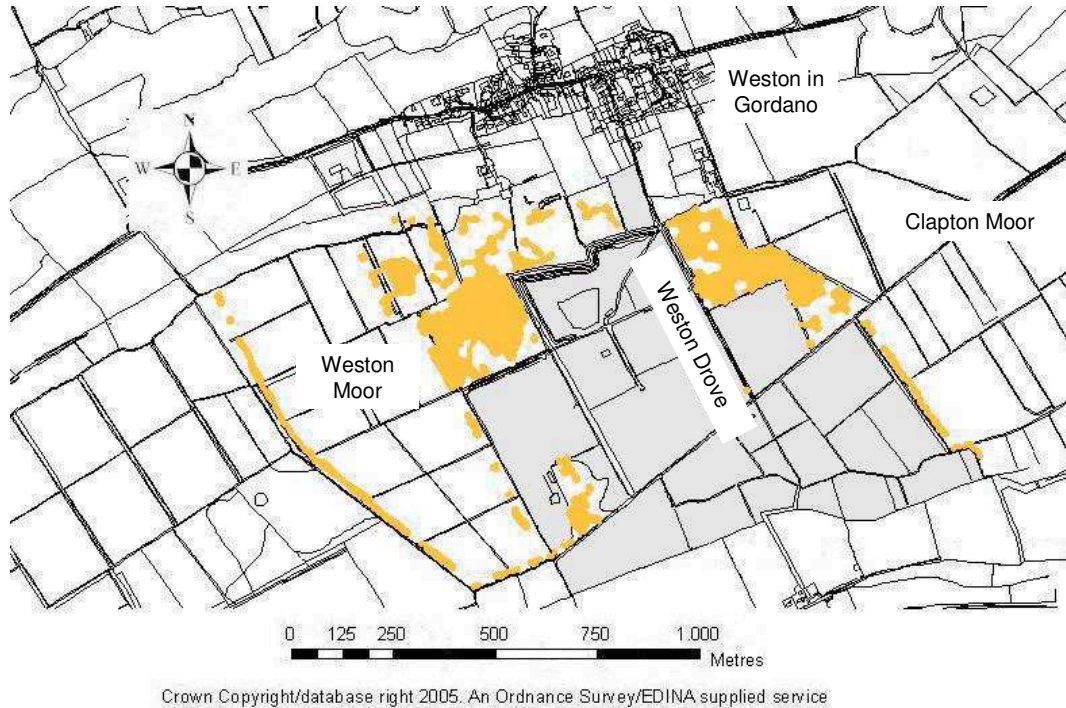 Weston in
Gordano
N
W E
S
Clapton Moor
Weston Drove
Weston
Moor
0 125 250 500 750 1.000
Metres
Crown Copyright/database right 2005. An Ordnance Survey/EDINA supplied service